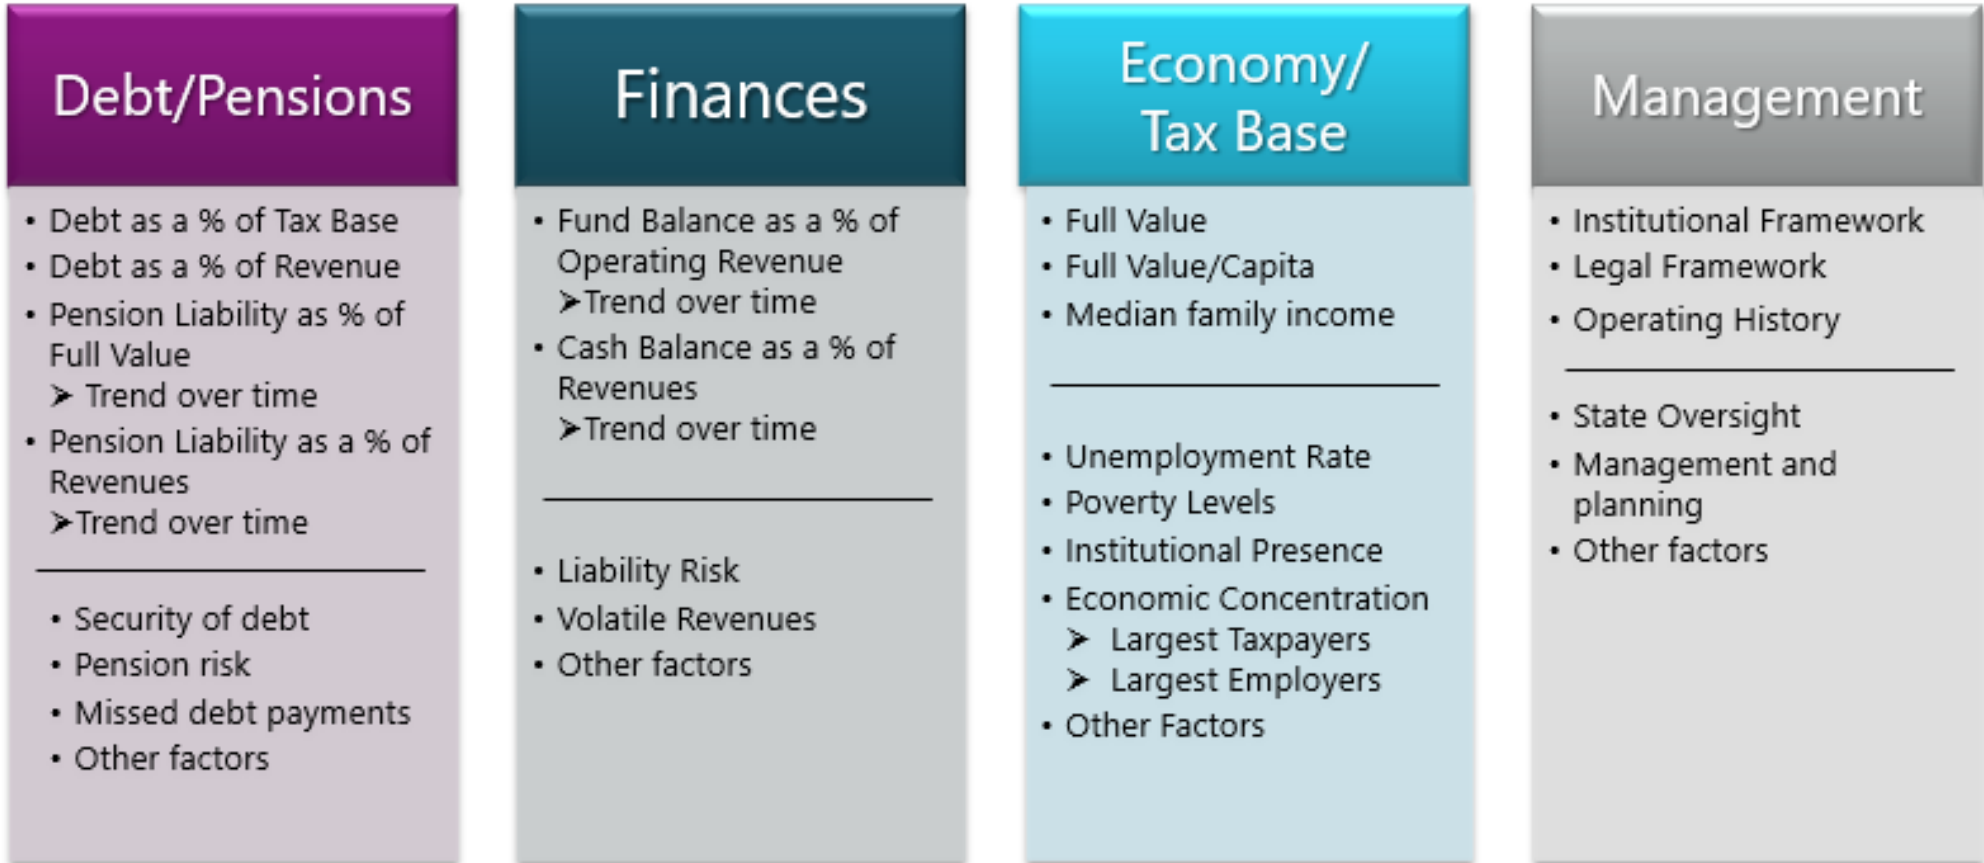 Debt/Pensions
• Debt as a % of Tax Base
• Debt as a % of Revenue
• Pension Liability as % of
Full Value
➤ Trend over time
• Pension Liability as a % of
Revenues
➤Trend over time
• Security of debt
• Pension risk
• Missed debt payments
• Other factors
Finances
• Fund Balance as a % of
Operating Revenue
➤Trend over time
• Cash Balance as a % of
Revenues
➤Trend over time
• Liability Risk
• Volatile Revenues
• Other factors
Economy/
Tax Base
• Full Value
• Full Value/Capita
• Median family income
• Unemployment Rate
• Poverty Levels
• Institutional Presence
• Economic Concentration
➤ Largest Taxpayers
➤ Largest Employers
• Other Factors
Management
• Institutional Framework
• Legal Framework
• Operating History
• State Oversight
• Management and
planning
• Other factors